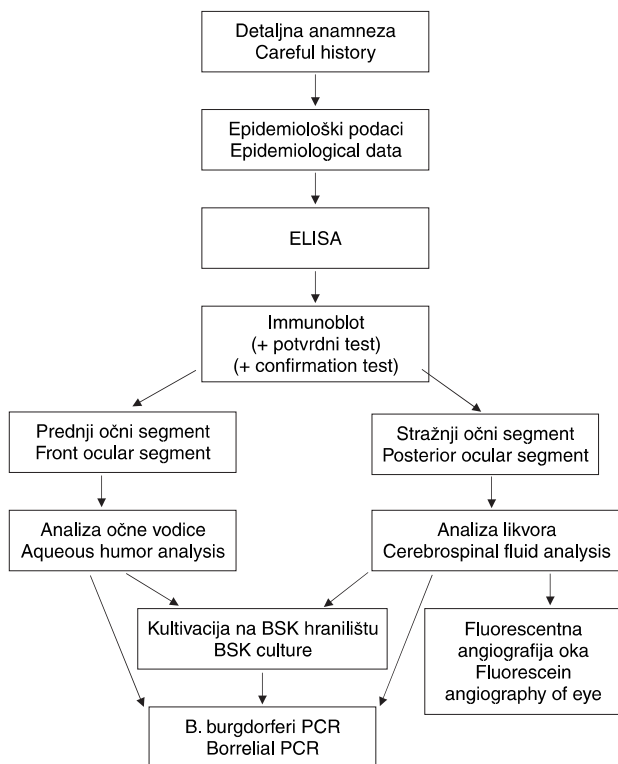 Detaljna anamneza
Careful history
Epidemiološki podaci
Epidemiological data
ELISA
Immunoblot
(+ potvrdni test)
(+ confirmation test)
Prednji očni segment
Front ocular segment
Stražnji očni segment
Posterior ocular segment
Analiza očne vodice
Aqueous humor analysis
Analiza likvora
Cerebrospinal fluid analysis
Kultivacija na BSK hranilištu
BSK culture
Fluorescentna
angiografija oka
Fluorescein
angiography of eye
B. burgdorferi PCR
Borrelial PCR